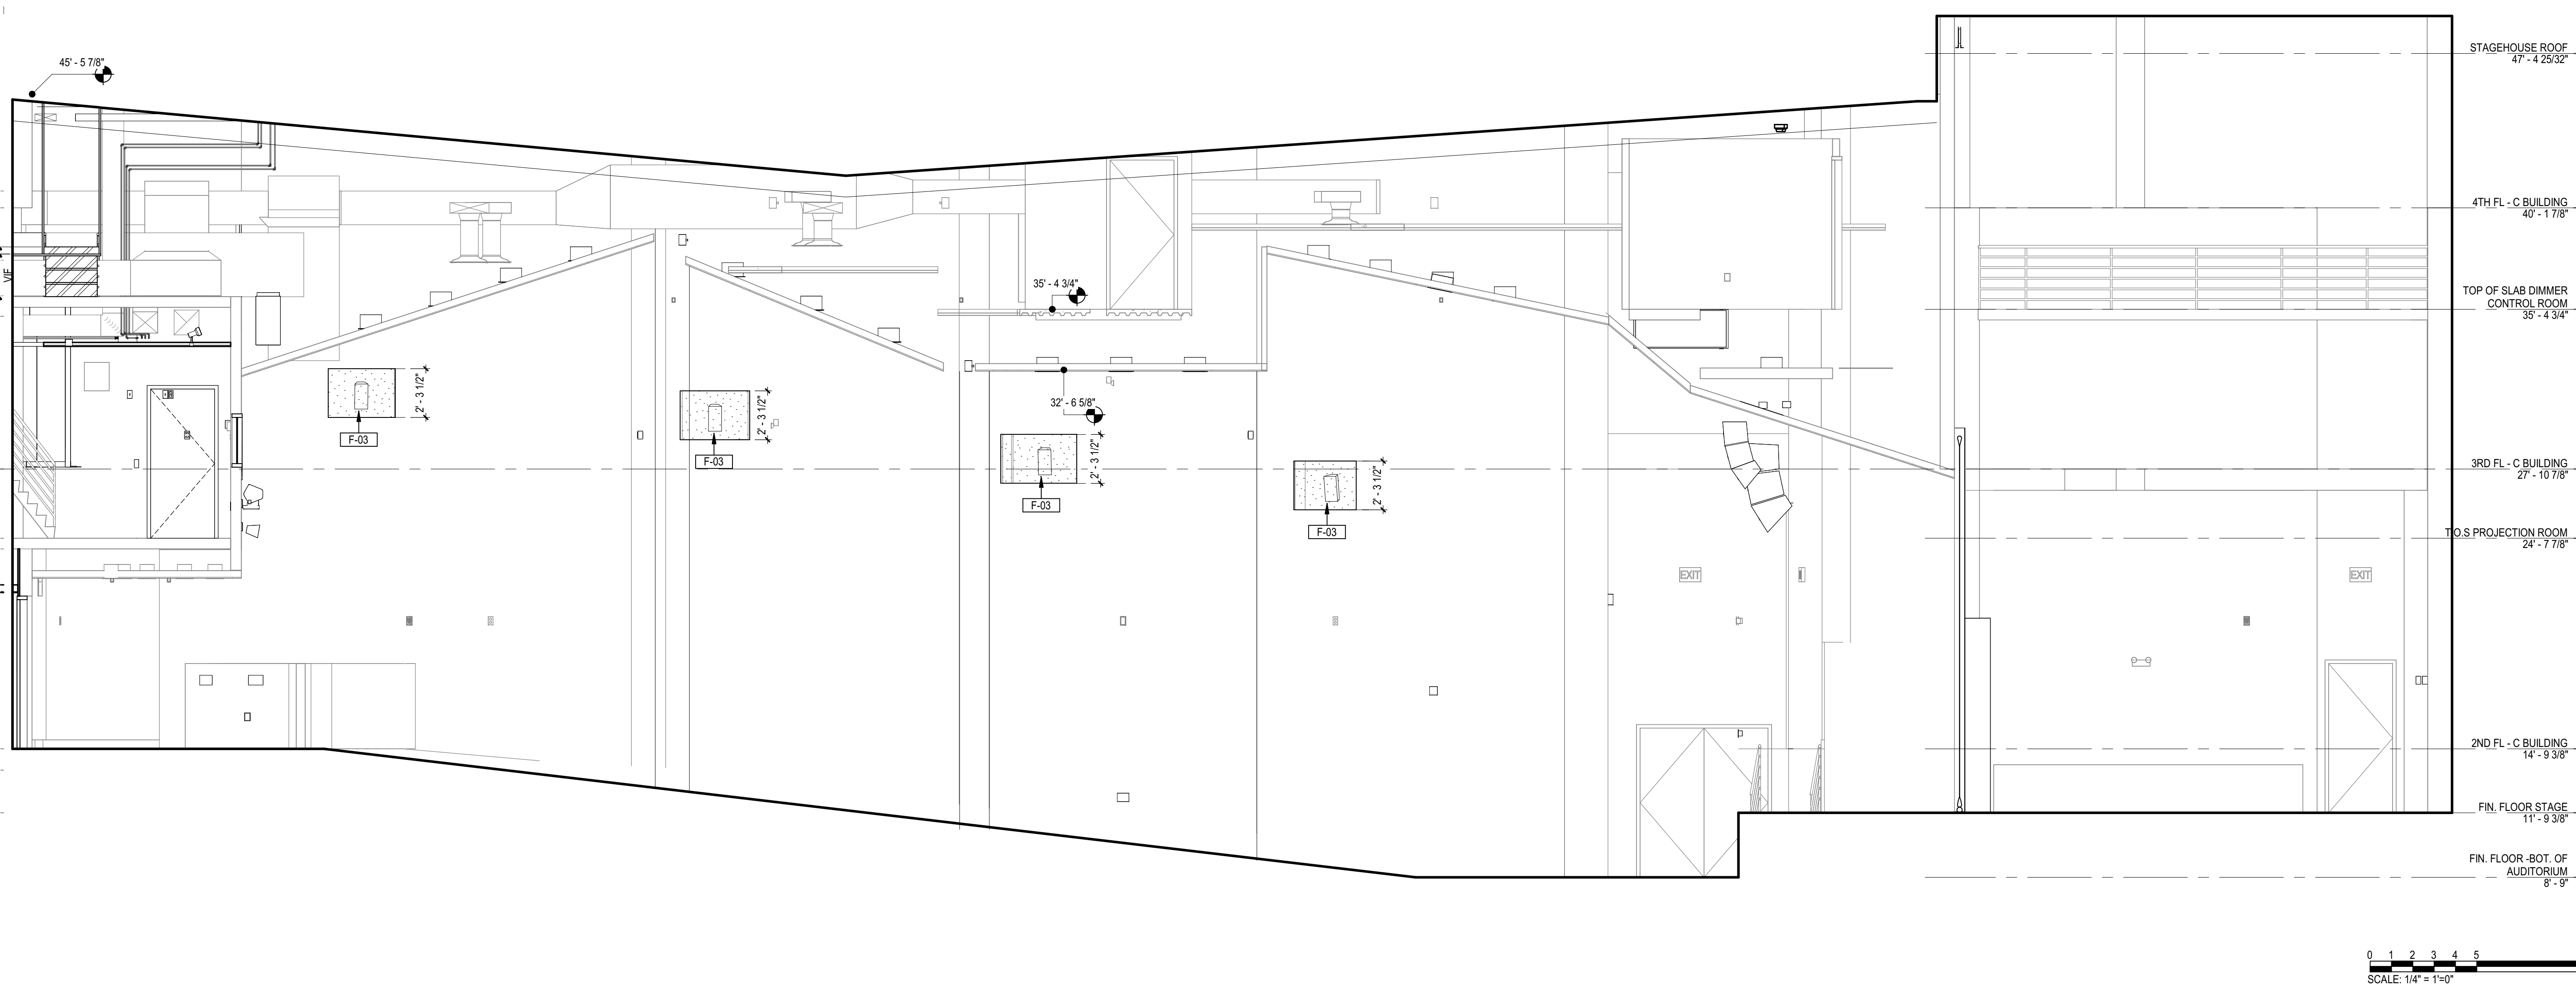 45' - 5 7/8"
STAGEHOUSE ROOF
47' - 4 25/32"
4TH FL - C BUILDING
40' - 1 7/8"
VIF
35' - 4 3/4"
TOP OF SLAB DIMMER
CONTROL ROOM
35' - 4 3/4"
2' - 3 1/2"
F-03
2' - 3 1/2"
F-03
32' - 6 5/8"
2' - 3 1/2"
F-03
2' - 3 1/2"
F-03
3RD FL - C BUILDING
27' - 10 7/8"
T.O.S PROJECTION ROOM
24' - 7 7/8"
EXIT
EXIT
2ND FL - C BUILDING
14' - 9 3/8"
FIN. FLOOR STAGE
11' - 9 3/8"
FIN. FLOOR -BOT. OF
AUDITORIUM
8' - 9"
0 1 2 3 4 5
SCALE: 1/4" = 1'=0"